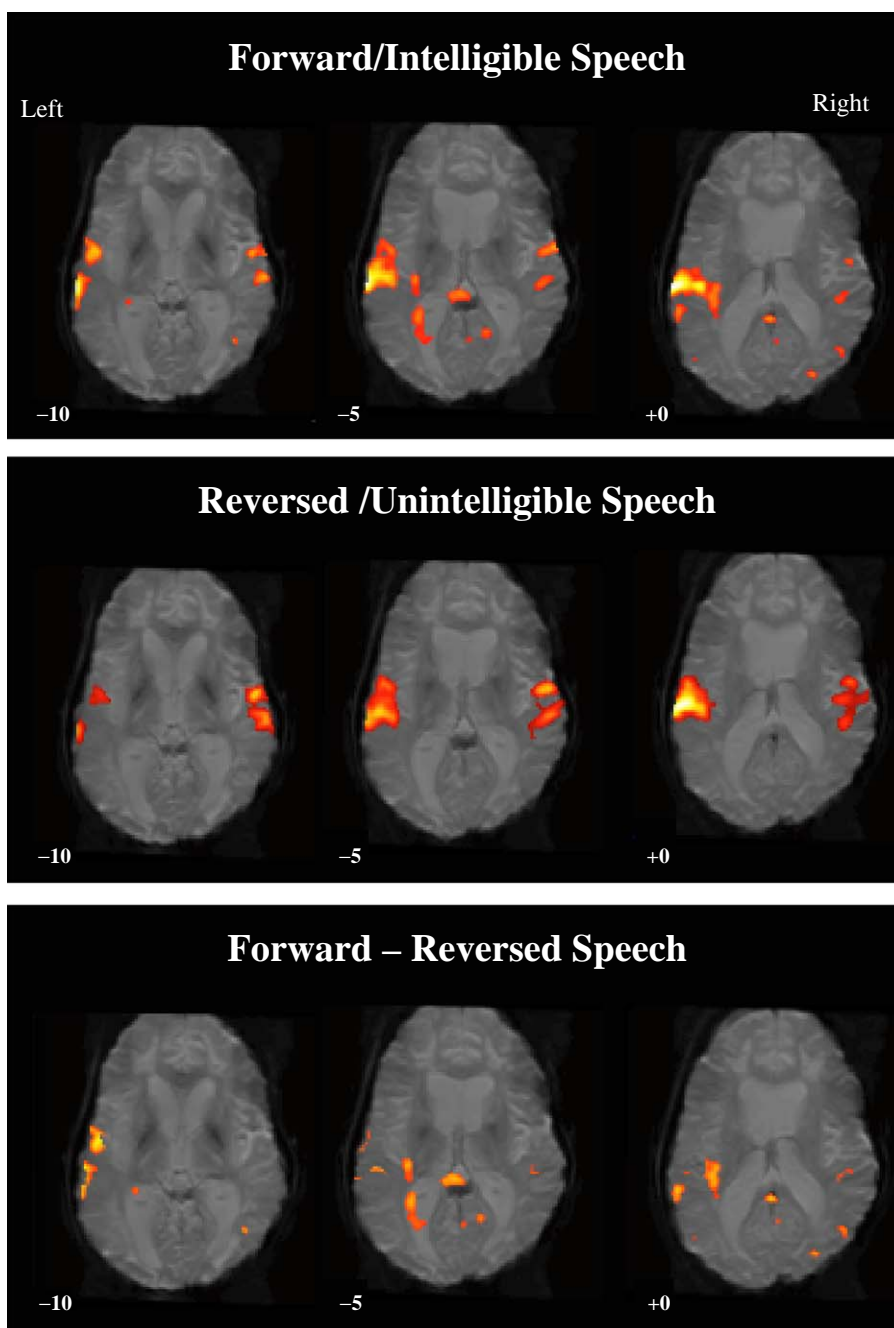 Forward/Intelligible Speech
Left Right
–10 –5 +0
Reversed /Unintelligible Speech
–10 –5 +0
Forward – Reversed Speech
–10 –5 +0